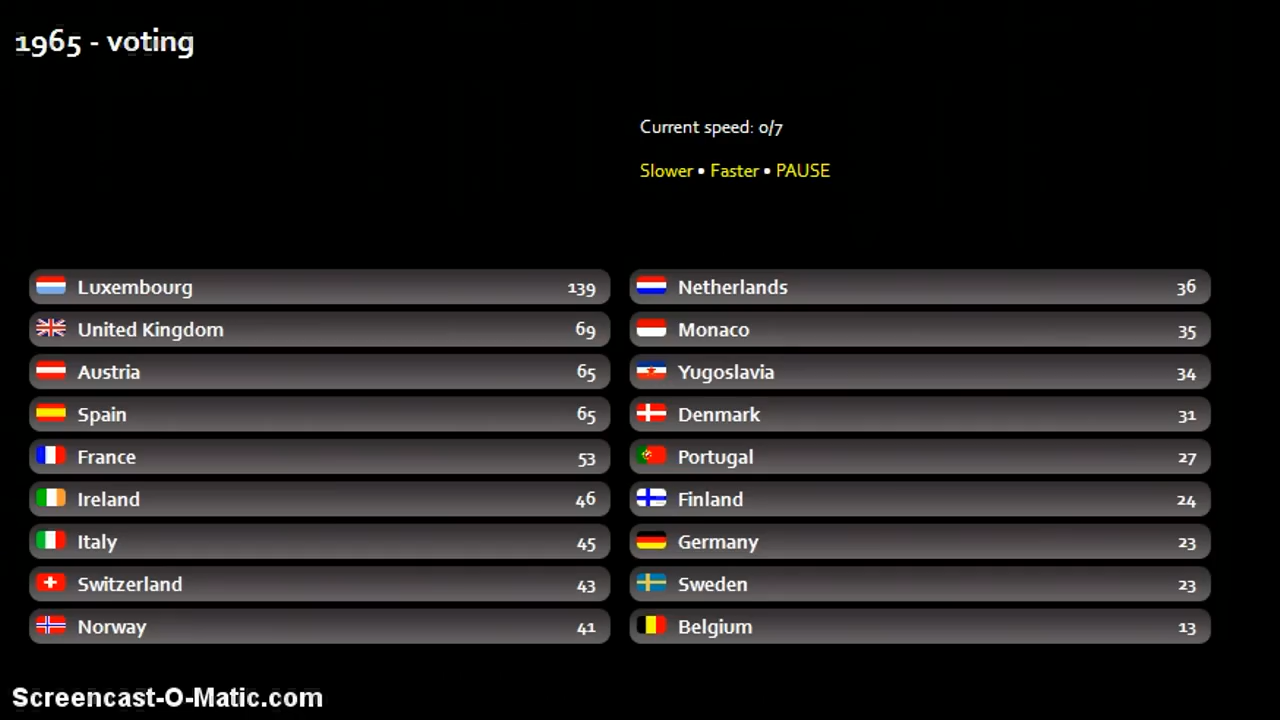 1965 - voting
Current speed: 0/7
Slower • Faster • PAUSE
Luxembourg 139
United Kingdom 69
Austria 65
Spain 65
France 53
Ireland 46
Italy 45
Switzerland 43
Norway 41
Netherlands 36
Monaco 35
Yugoslavia 34
Denmark 31
Portugal 27
Finland 24
Germany 23
Sweden 23
Belgium 13
Screencast-O-Matic.com